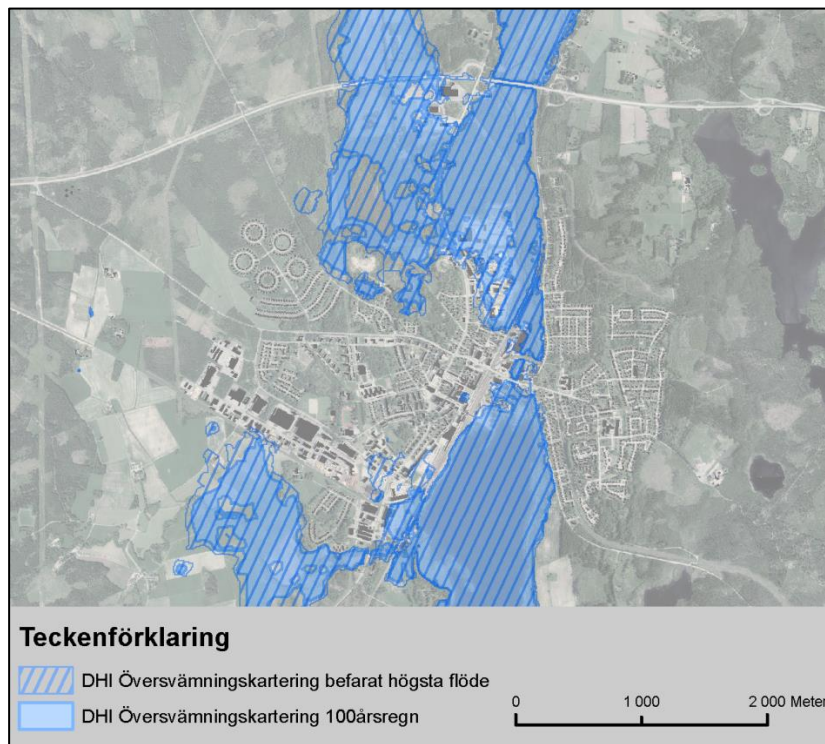 Teckenförklaring
DHI Översvämningskartering befarat högsta flöde
DHI Översvämningskartering 100årsregn
0 1 000 2 000 Meter